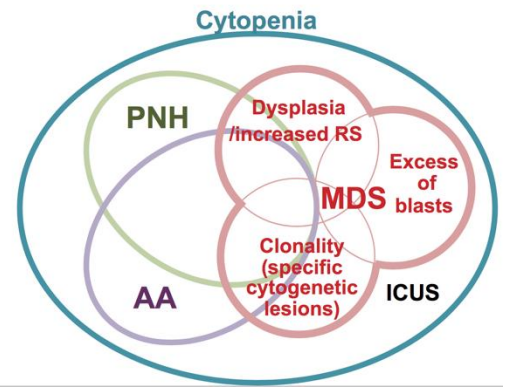 Cytopenia
PNH
Dysplasia
/increased RS
Excess
of
blasts
MDS
Clonality
(specific
cytogenetic
lesions)
AA
ICUS